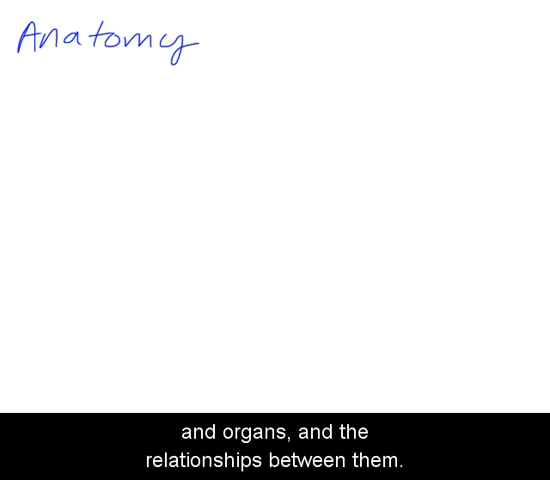 Anatomy
and organs, and the
relationships between them.